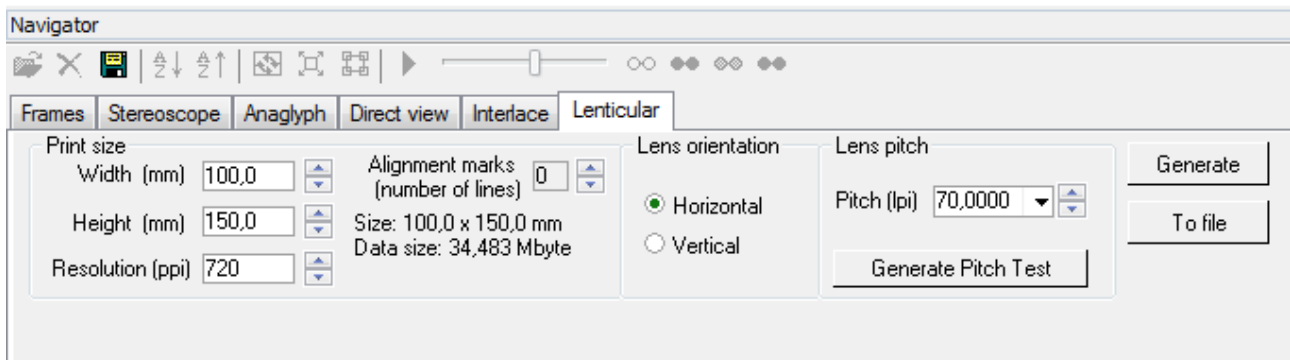 Navigator
Frames Stereoscope Anaglyph Direct view Interlace Lenticular
Print size
Width (mm) 100,0
Height (mm) 150,0
Resolution (ppi) 720
Alignment marks
(number of lines) 0
Size: 100,0 x 150,0 mm
Data size: 34,483 Mbyte
Lens orientation
Horizontal
Vertical
Lens pitch
Pitch (lpi) 70,0000
Generate Pitch Test
Generate
To file